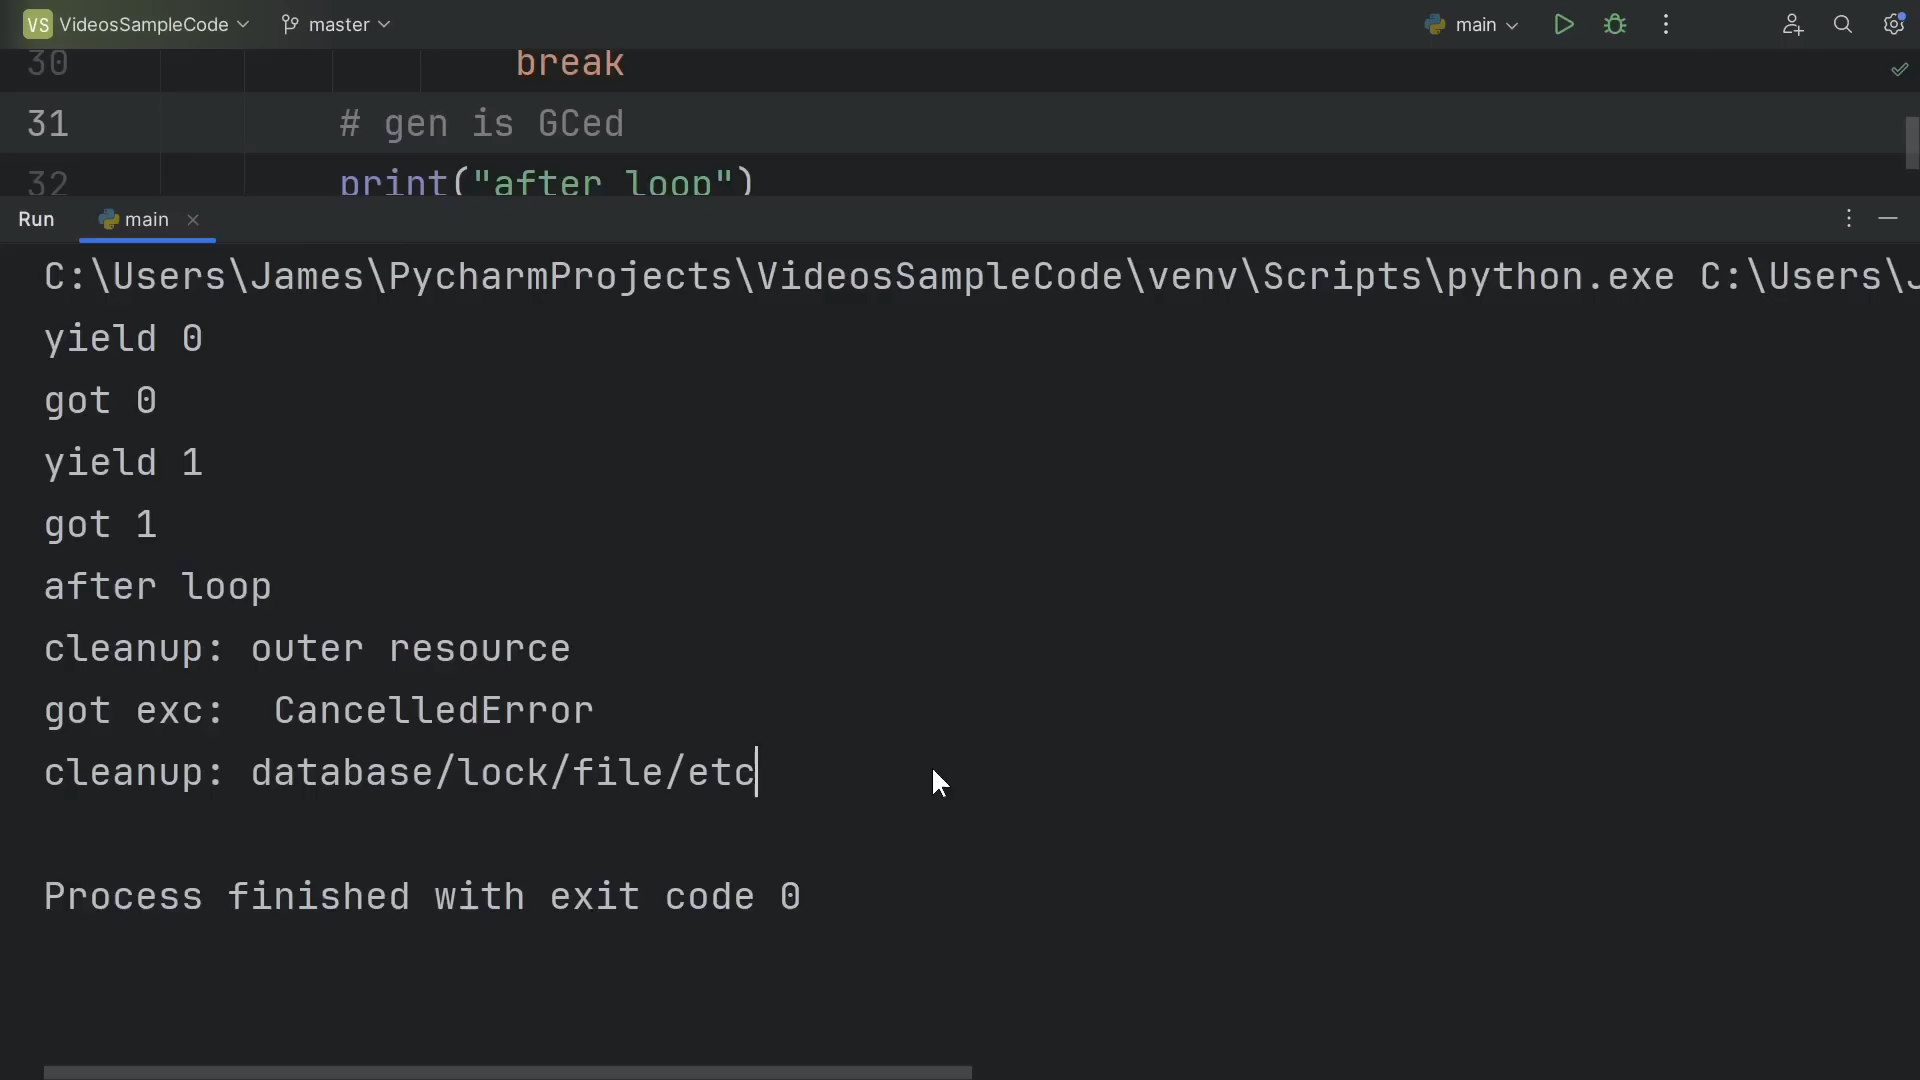 VS VideosSampleCode master main
30 break
31 # gen is GCed
32 print("after loop")
Run main
C:\Users\James\PycharmProjects\VideosSampleCode\venv\Scripts\python.exe C:\Users\J
yield 0
got 0
yield 1
got 1
after loop
cleanup: outer resource
got exc:  CancelledError
cleanup: database/lock/file/etc
Process finished with exit code 0